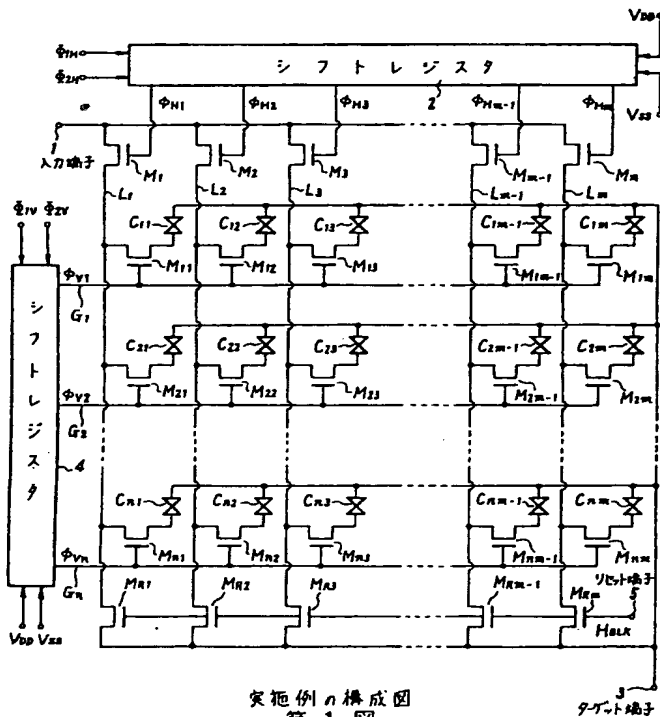 VDD
Φ1H
Φ2H
シフトレジスタ
2
ΦH1 ΦH2 ΦH3 ΦHm-1 ΦHm
VSS
1
入力端子
M1 M2 M3 Mm-1 Mm
L1 L2 L3 Lm-1 Lm
Φ1V Φ2V
C11 C12 C13 C1m-1 C1m
ΦV1
M11 M12 M13 M1m-1 M1m
G1
シフトレジスタ
4
C21 C22 C23 C2m-1 C2m
ΦV2
M21 M22 M23 M2m-1 M2m
G2
Cn1 Cn2 Cn3 Cnm-1 Cnm
ΦVn
Mn1 Mn2 Mn3 Mnm-1 Mnm
Gn
リセット端子
MR1 MR2 MR3 MRm-1 MRm
5
HBLK
VDD VSS
3
ターゲット端子
実施例の構成図
第1図